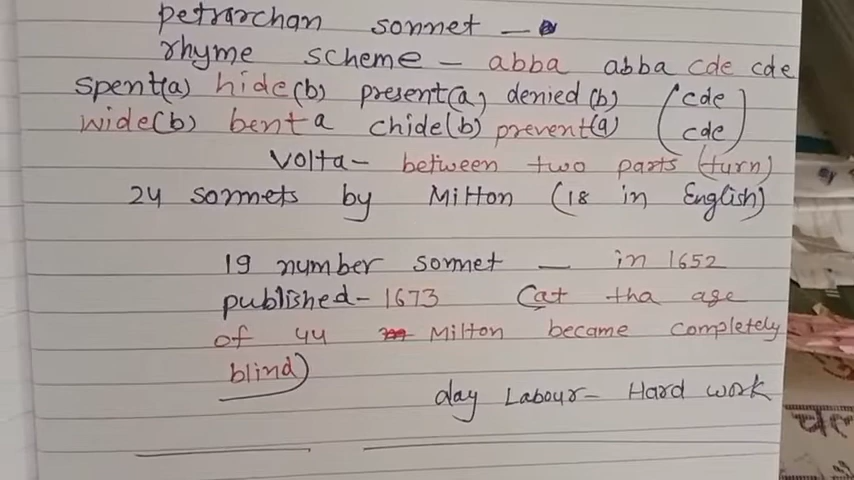 petrarchan sonnet –
rhyme scheme – abba abba cde cde
spent(a) hide(b) present(a) denied(b) (cde
wide(b) bent a chide(b) prevent(a) cde)
Volta – between two parts (turn)
24 sonnets by Milton (18 in English)
19 number sonnet — in 1652
published – 1673 (at tha age
of 44 Milton became completely
blind)
day Labour – Hard work